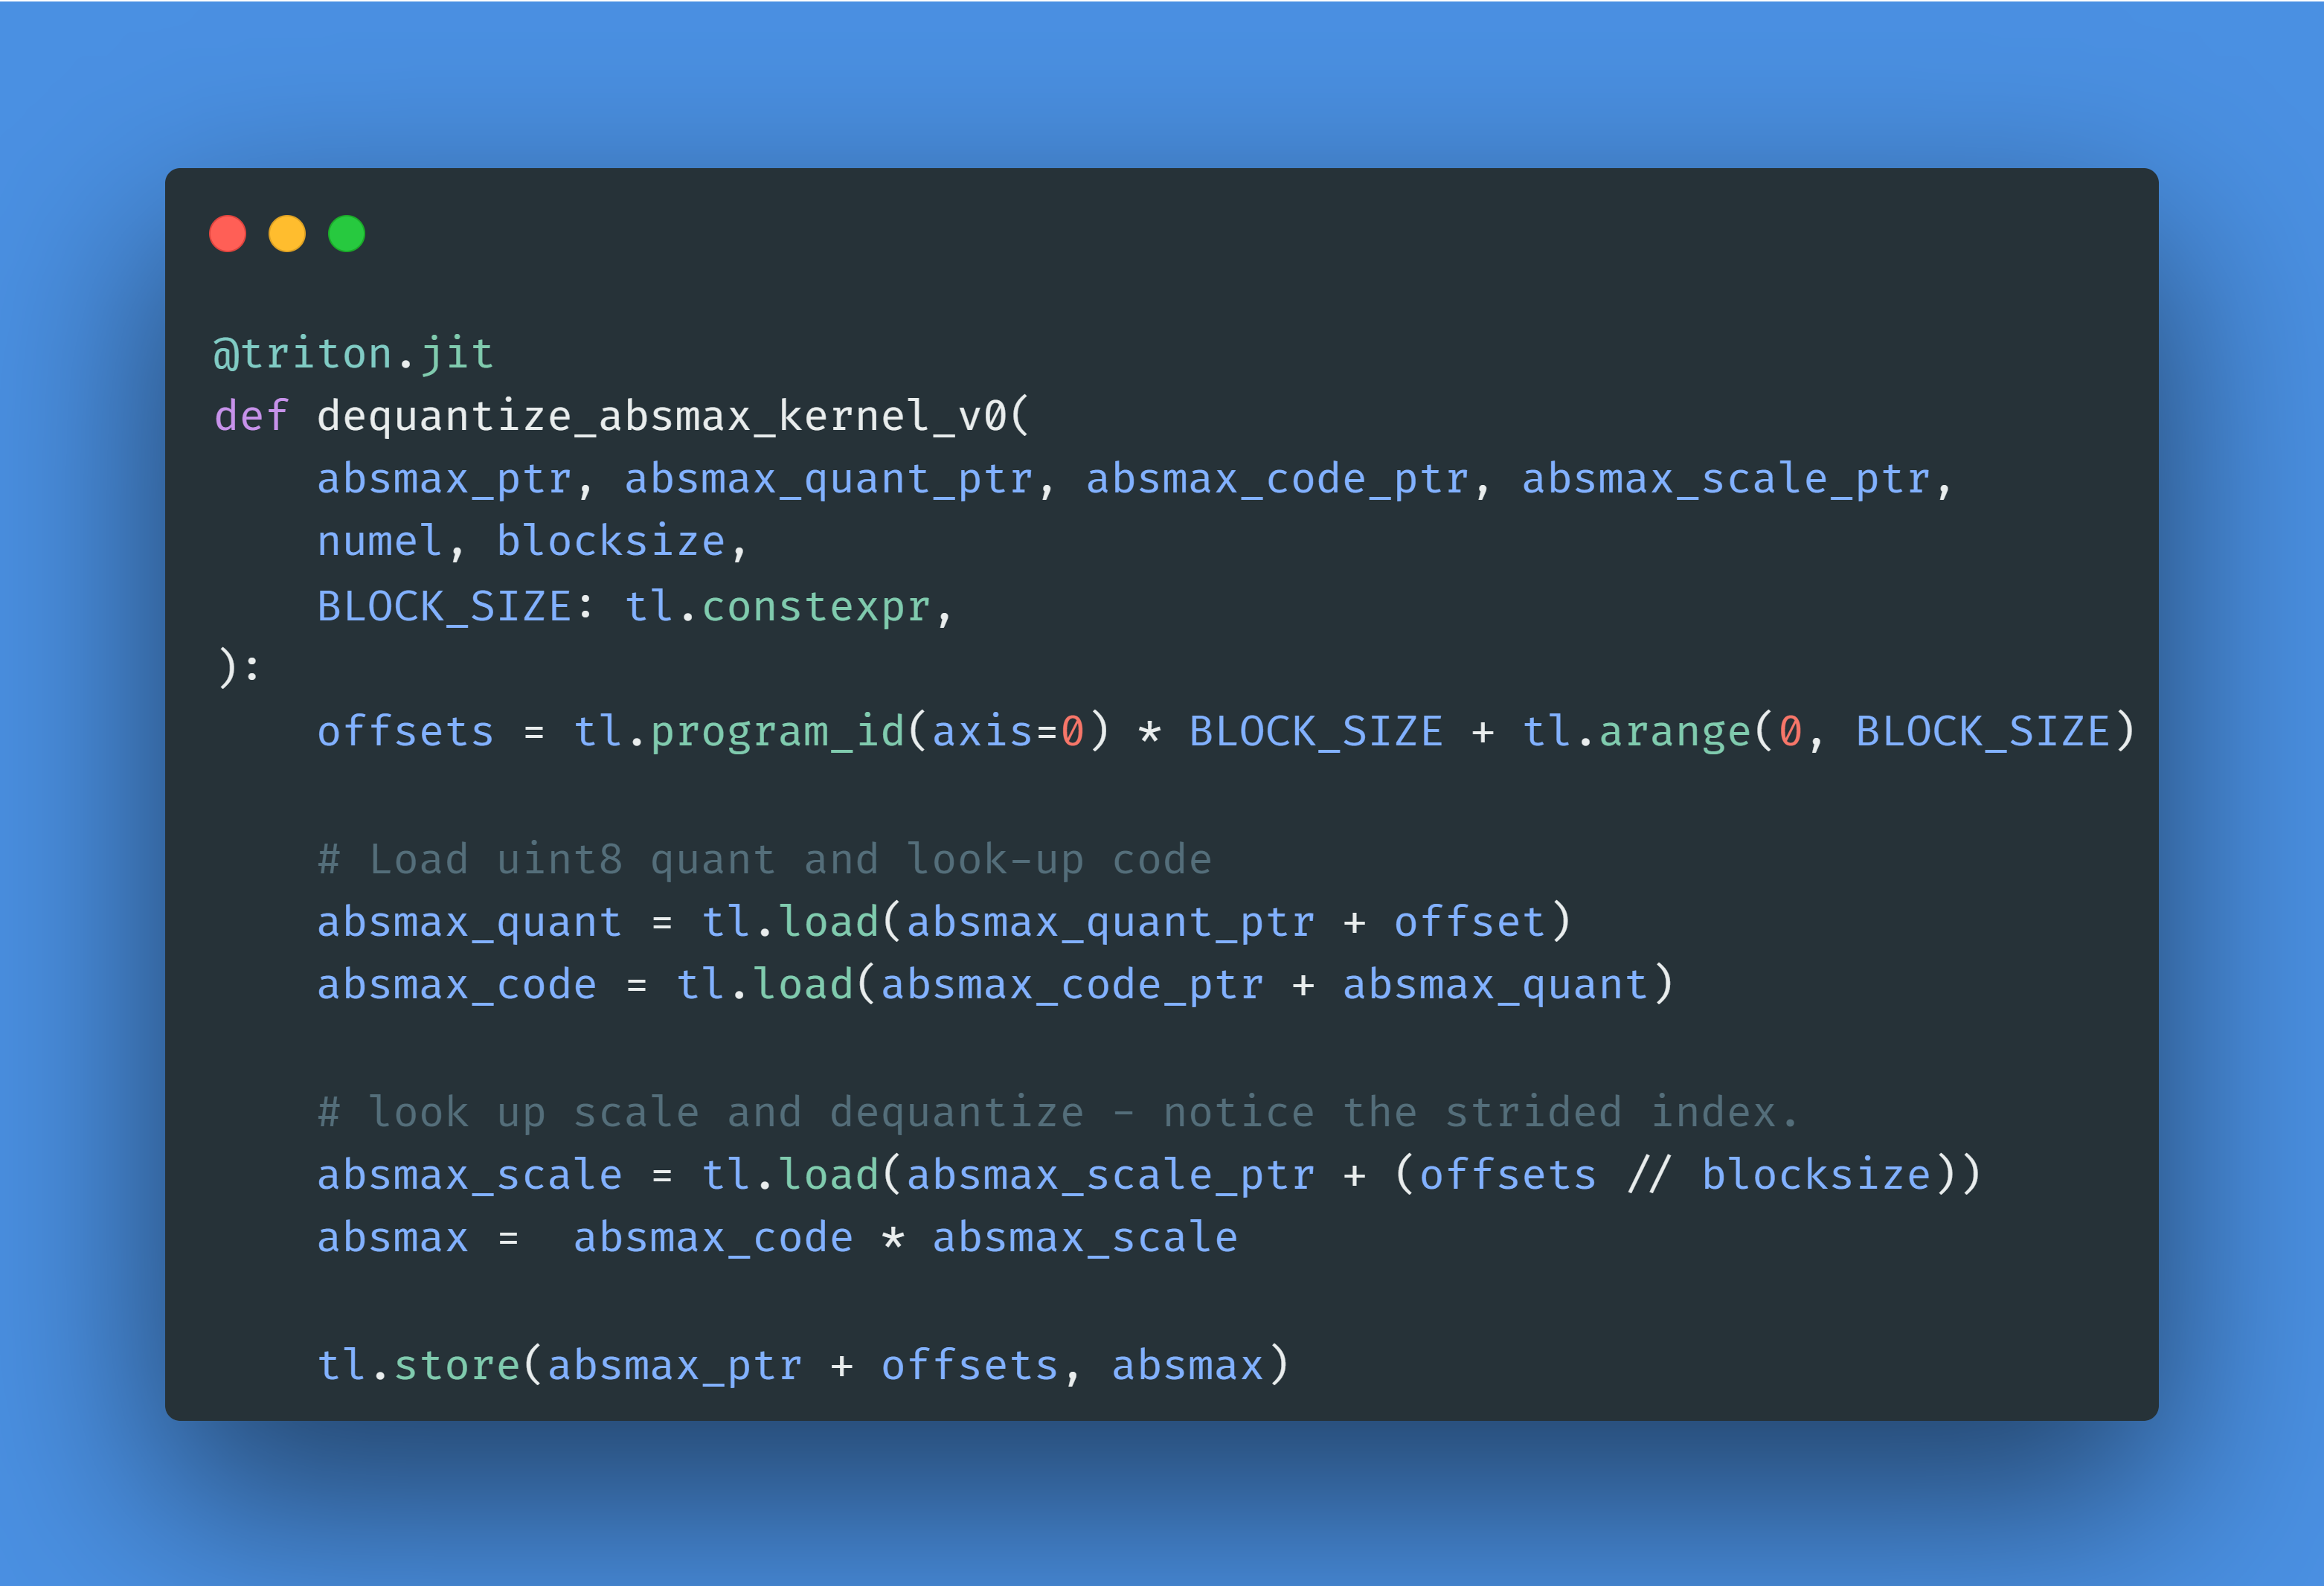 @triton.jit
def dequantize_absmax_kernel_v0(
    absmax_ptr, absmax_quant_ptr, absmax_code_ptr, absmax_scale_ptr,
    numel, blocksize,
    BLOCK_SIZE: tl.constexpr,
):
    offsets = tl.program_id(axis=0) * BLOCK_SIZE + tl.arange(0, BLOCK_SIZE)
    # Load uint8 quant and look-up code
    absmax_quant = tl.load(absmax_quant_ptr + offset)
    absmax_code = tl.load(absmax_code_ptr + absmax_quant)
    # look up scale and dequantize - notice the strided index.
    absmax_scale = tl.load(absmax_scale_ptr + (offsets // blocksize))
    absmax =  absmax_code * absmax_scale
    tl.store(absmax_ptr + offsets, absmax)